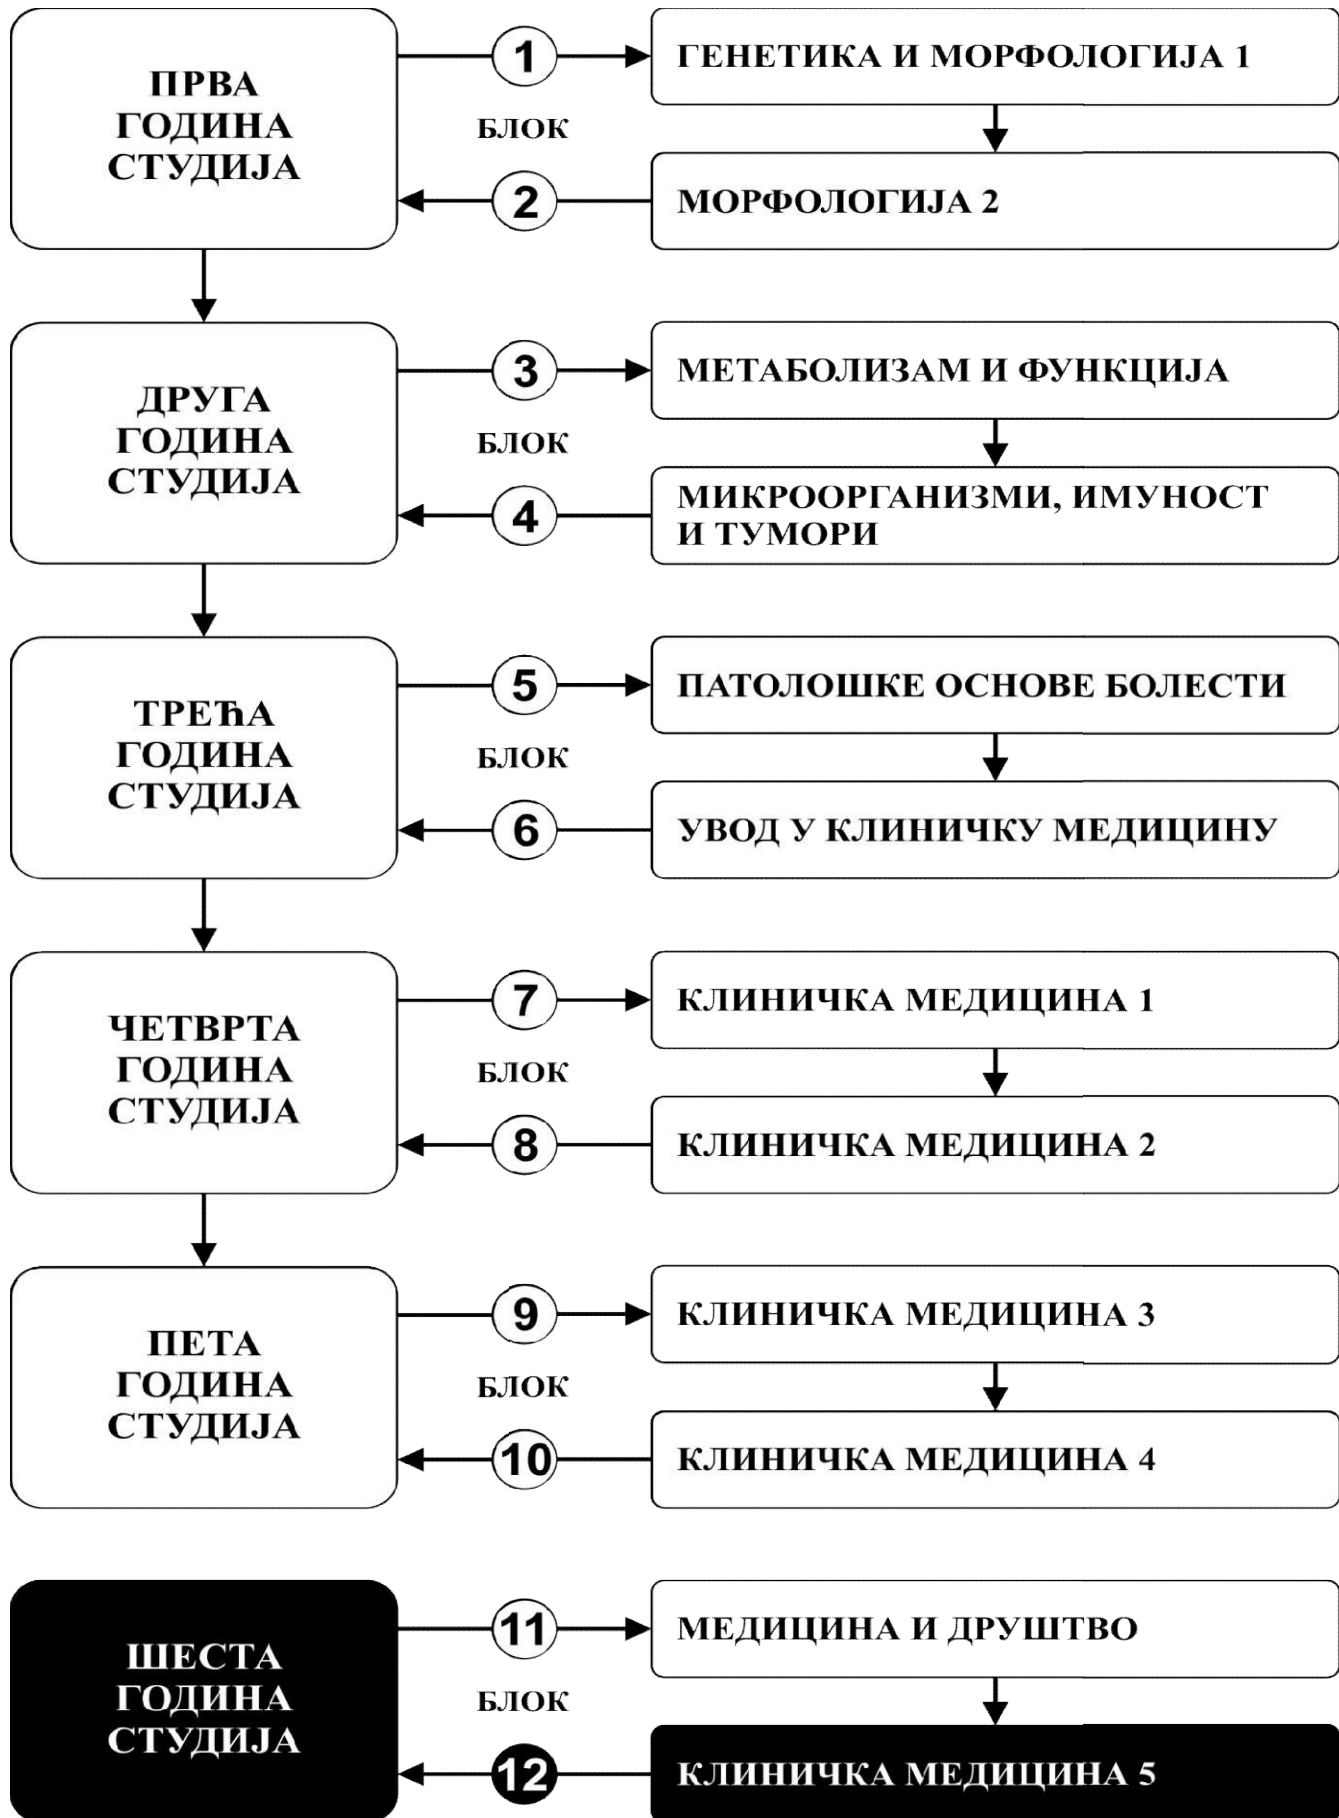 ПРВА
ГОДИНА
СТУДИЈА
1
БЛОК
2
ГЕНЕТИКА И МОРФОЛОГИЈА 1
МОРФОЛОГИЈА 2
ДРУГА
ГОДИНА
СТУДИЈА
3
БЛОК
4
МЕТАБОЛИЗАМ И ФУНКЦИЈА
МИКРООРГАНИЗМИ, ИМУНОСТ
И ТУМОРИ
ТРЕЋА
ГОДИНА
СТУДИЈА
5
БЛОК
6
ПАТОЛОШКЕ ОСНОВЕ БОЛЕСТИ
УВОД У КЛИНИЧКУ МЕДИЦИНУ
ЧЕТВРТА
ГОДИНА
СТУДИЈА
7
БЛОК
8
КЛИНИЧКА МЕДИЦИНА 1
КЛИНИЧКА МЕДИЦИНА 2
ПЕТА
ГОДИНА
СТУДИЈА
9
БЛОК
10
КЛИНИЧКА МЕДИЦИНА 3
КЛИНИЧКА МЕДИЦИНА 4
ШЕСТА
ГОДИНА
СТУДИЈА
11
БЛОК
12
МЕДИЦИНА И ДРУШТВО
КЛИНИЧКА МЕДИЦИНА 5